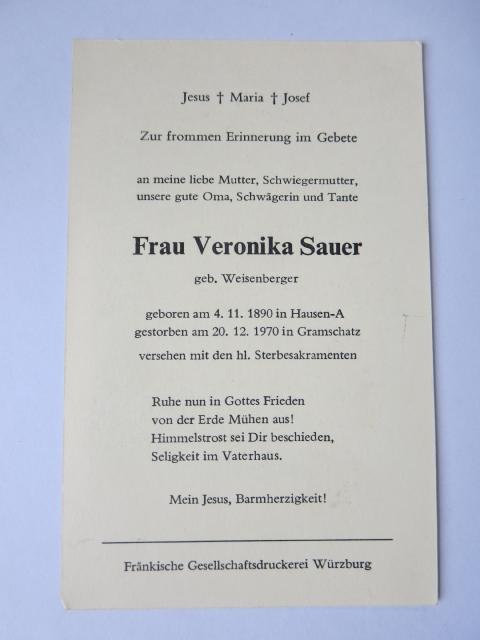 Jesus † Maria † Josef
Zur frommen Erinnerung im Gebete
an meine liebe Mutter, Schwiegermutter,
unsere gute Oma, Schwägerin und Tante
Frau Veronika Sauer
geb. Weisenberger
geboren am 4. 11. 1890 in Hausen-A
gestorben am 20. 12. 1970 in Gramschatz
versehen mit den hl. Sterbesakramenten
Ruhe nun in Gottes Frieden
von der Erde Mühen aus!
Himmelstrost sei Dir beschieden,
Seligkeit im Vaterhaus.
Mein Jesus, Barmherzigkeit!
Fränkische Gesellschaftsdruckerei Würzburg